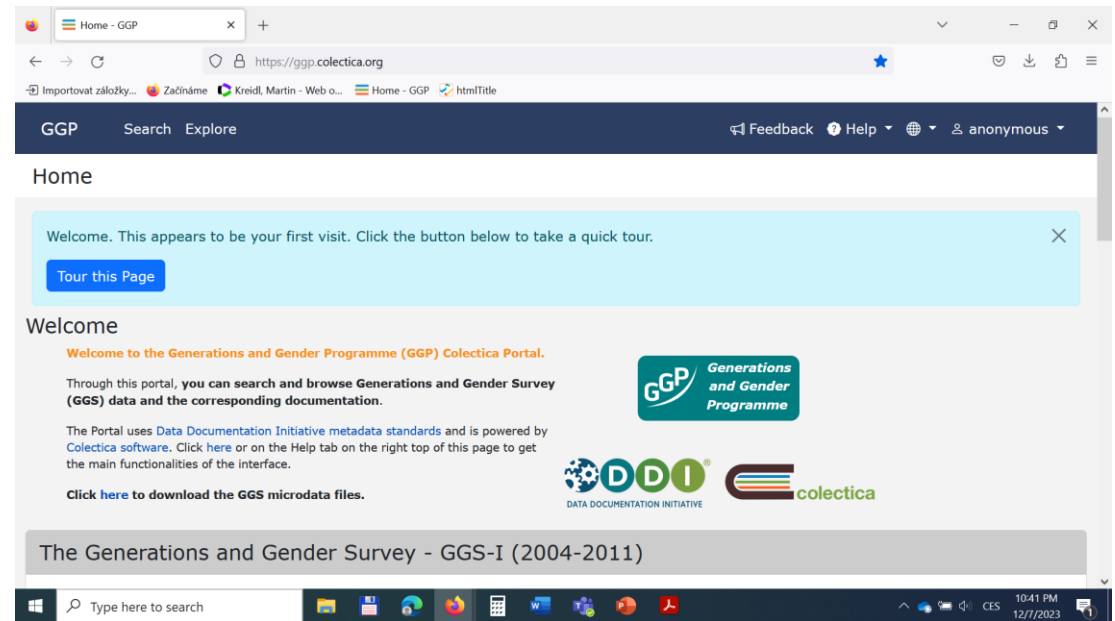 Home - GGP
https://ggp.colectica.org
Importovat záložky... Začínáme Kreidl, Martin - Web o... Home - GGP htmlTitle
GGP Search Explore Feedback Help anonymous
Home
Welcome. This appears to be your first visit. Click the button below to take a quick tour.
Tour this Page
Welcome
Welcome to the Generations and Gender Programme (GGP) Colectica Portal.
Through this portal, you can search and browse Generations and Gender Survey
(GGS) data and the corresponding documentation.
The Portal uses Data Documentation Initiative metadata standards and is powered by
Colectica software. Click here or on the Help tab on the right top of this page to get
the main functionalities of the interface.
Click here to download the GGS microdata files.
GGP Generations
and Gender
Programme
DDI®
DATA DOCUMENTATION INITIATIVE
colectica
The Generations and Gender Survey - GGS-I (2004-2011)
Type here to search
CES
10:41 PM
12/7/2023
1